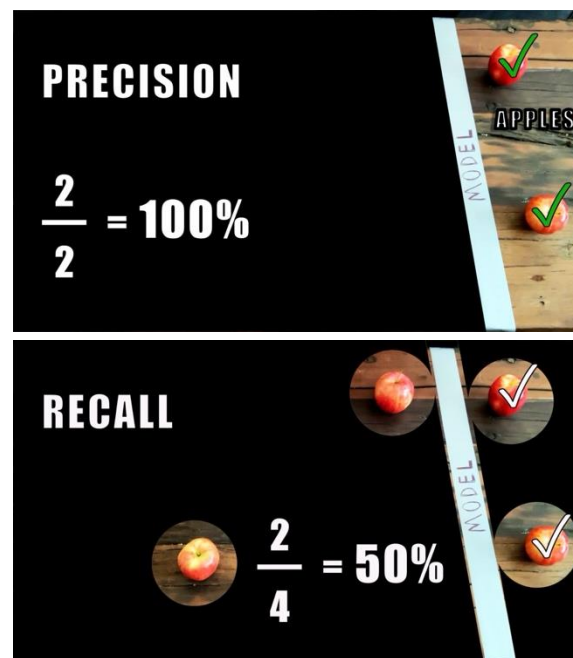 PRECISION
APPLES
MODEL
2
2
= 100%
RECALL
MODEL
2
4
= 50%